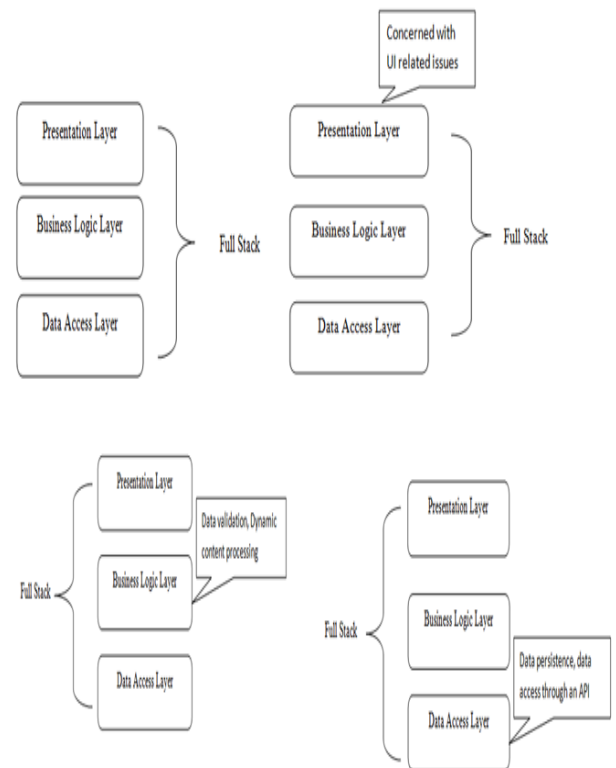 Presentation Layer
Business Logic Layer
Full Stack
Data Access Layer
Concerned with
UI related issues
Presentation Layer
Business Logic Layer
Full Stack
Data Access Layer
Presentation Layer
Data validation, Dynamic
content processing
Business Logic Layer
Full Stack
Data Access Layer
Presentation Layer
Business Logic Layer
Full Stack
Data persistence, data
access through an API
Data Access Layer